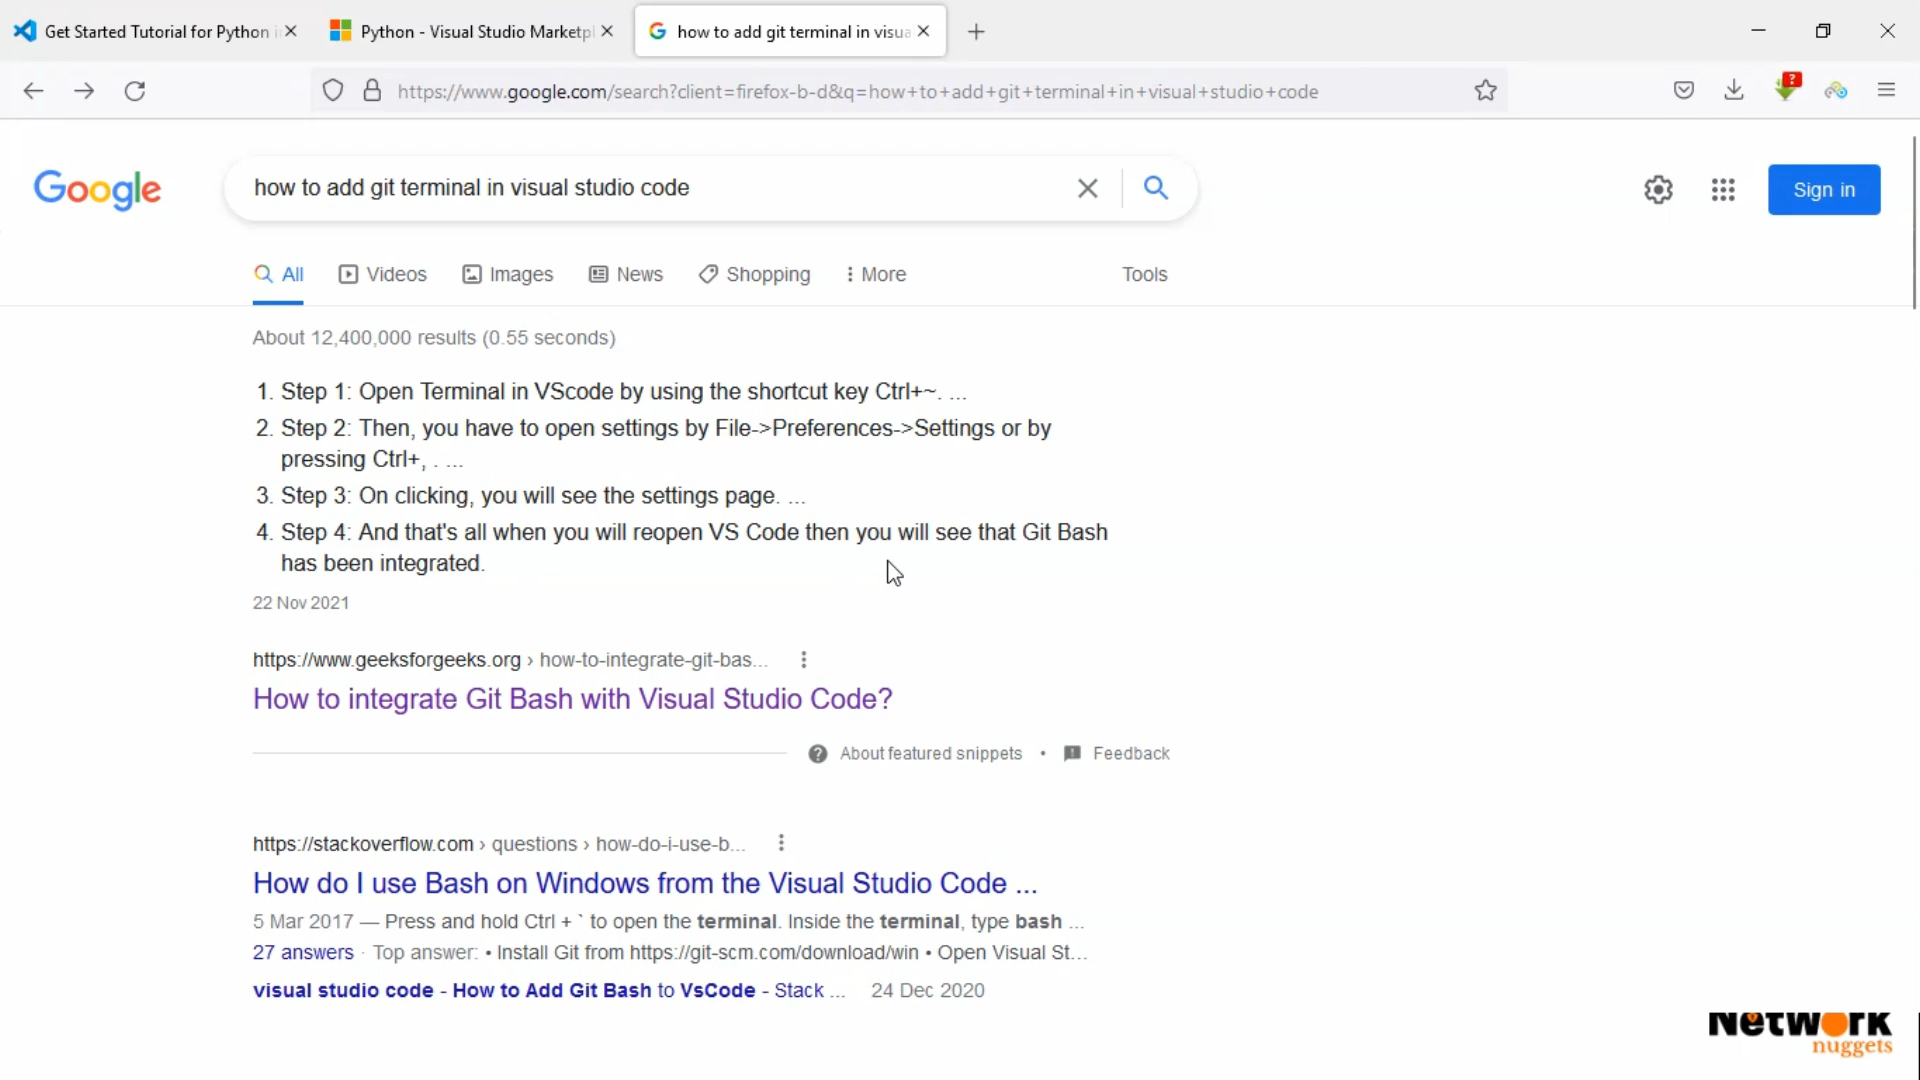 Get Started Tutorial for Python i
Python - Visual Studio Marketpl
how to add git terminal in visua
https://www.google.com/search?client=firefox-b-d&q=how+to+add+git+terminal+in+visual+studio+code
?
Google
how to add git terminal in visual studio code
Sign in
All
Videos
Images
News
Shopping
More
Tools
About 12,400,000 results (0.55 seconds)
1. Step 1: Open Terminal in VScode by using the shortcut key Ctrl+~. ...
2. Step 2: Then, you have to open settings by File->Preferences->Settings or by
pressing Ctrl+, . ...
3. Step 3: On clicking, you will see the settings page. ...
4. Step 4: And that's all when you will reopen VS Code then you will see that Git Bash
has been integrated.
22 Nov 2021
https://www.geeksforgeeks.org › how-to-integrate-git-bas...
How to integrate Git Bash with Visual Studio Code?
About featured snippets • Feedback
https://stackoverflow.com › questions › how-do-i-use-b...
How do I use Bash on Windows from the Visual Studio Code ...
5 Mar 2017 — Press and hold Ctrl + ` to open the terminal. Inside the terminal, type bash ...
27 answers · Top answer: • Install Git from https://git-scm.com/download/win • Open Visual St...
visual studio code - How to Add Git Bash to VsCode - Stack ... 24 Dec 2020
Network
nuggets